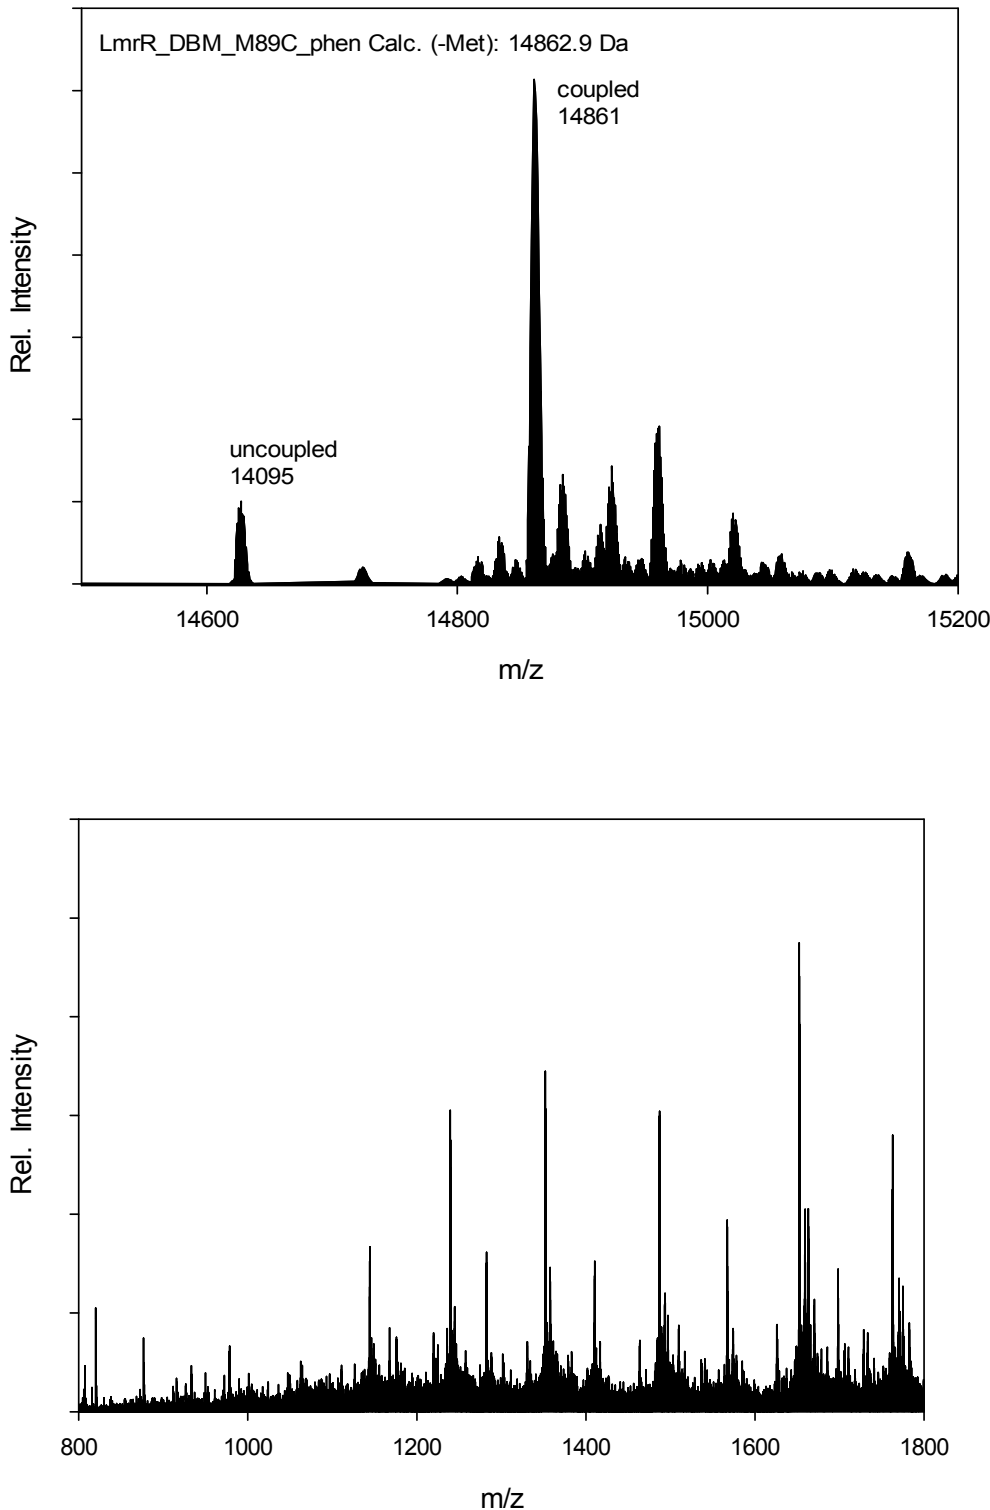 LmrR_DBM_M89C_phen Calc. (-Met): 14862.9 Da
coupled
14861
uncoupled
14095
Rel. Intensity
14600 14800 15000 15200
m/z
Rel. Intensity
800 1000 1200 1400 1600 1800
m/z